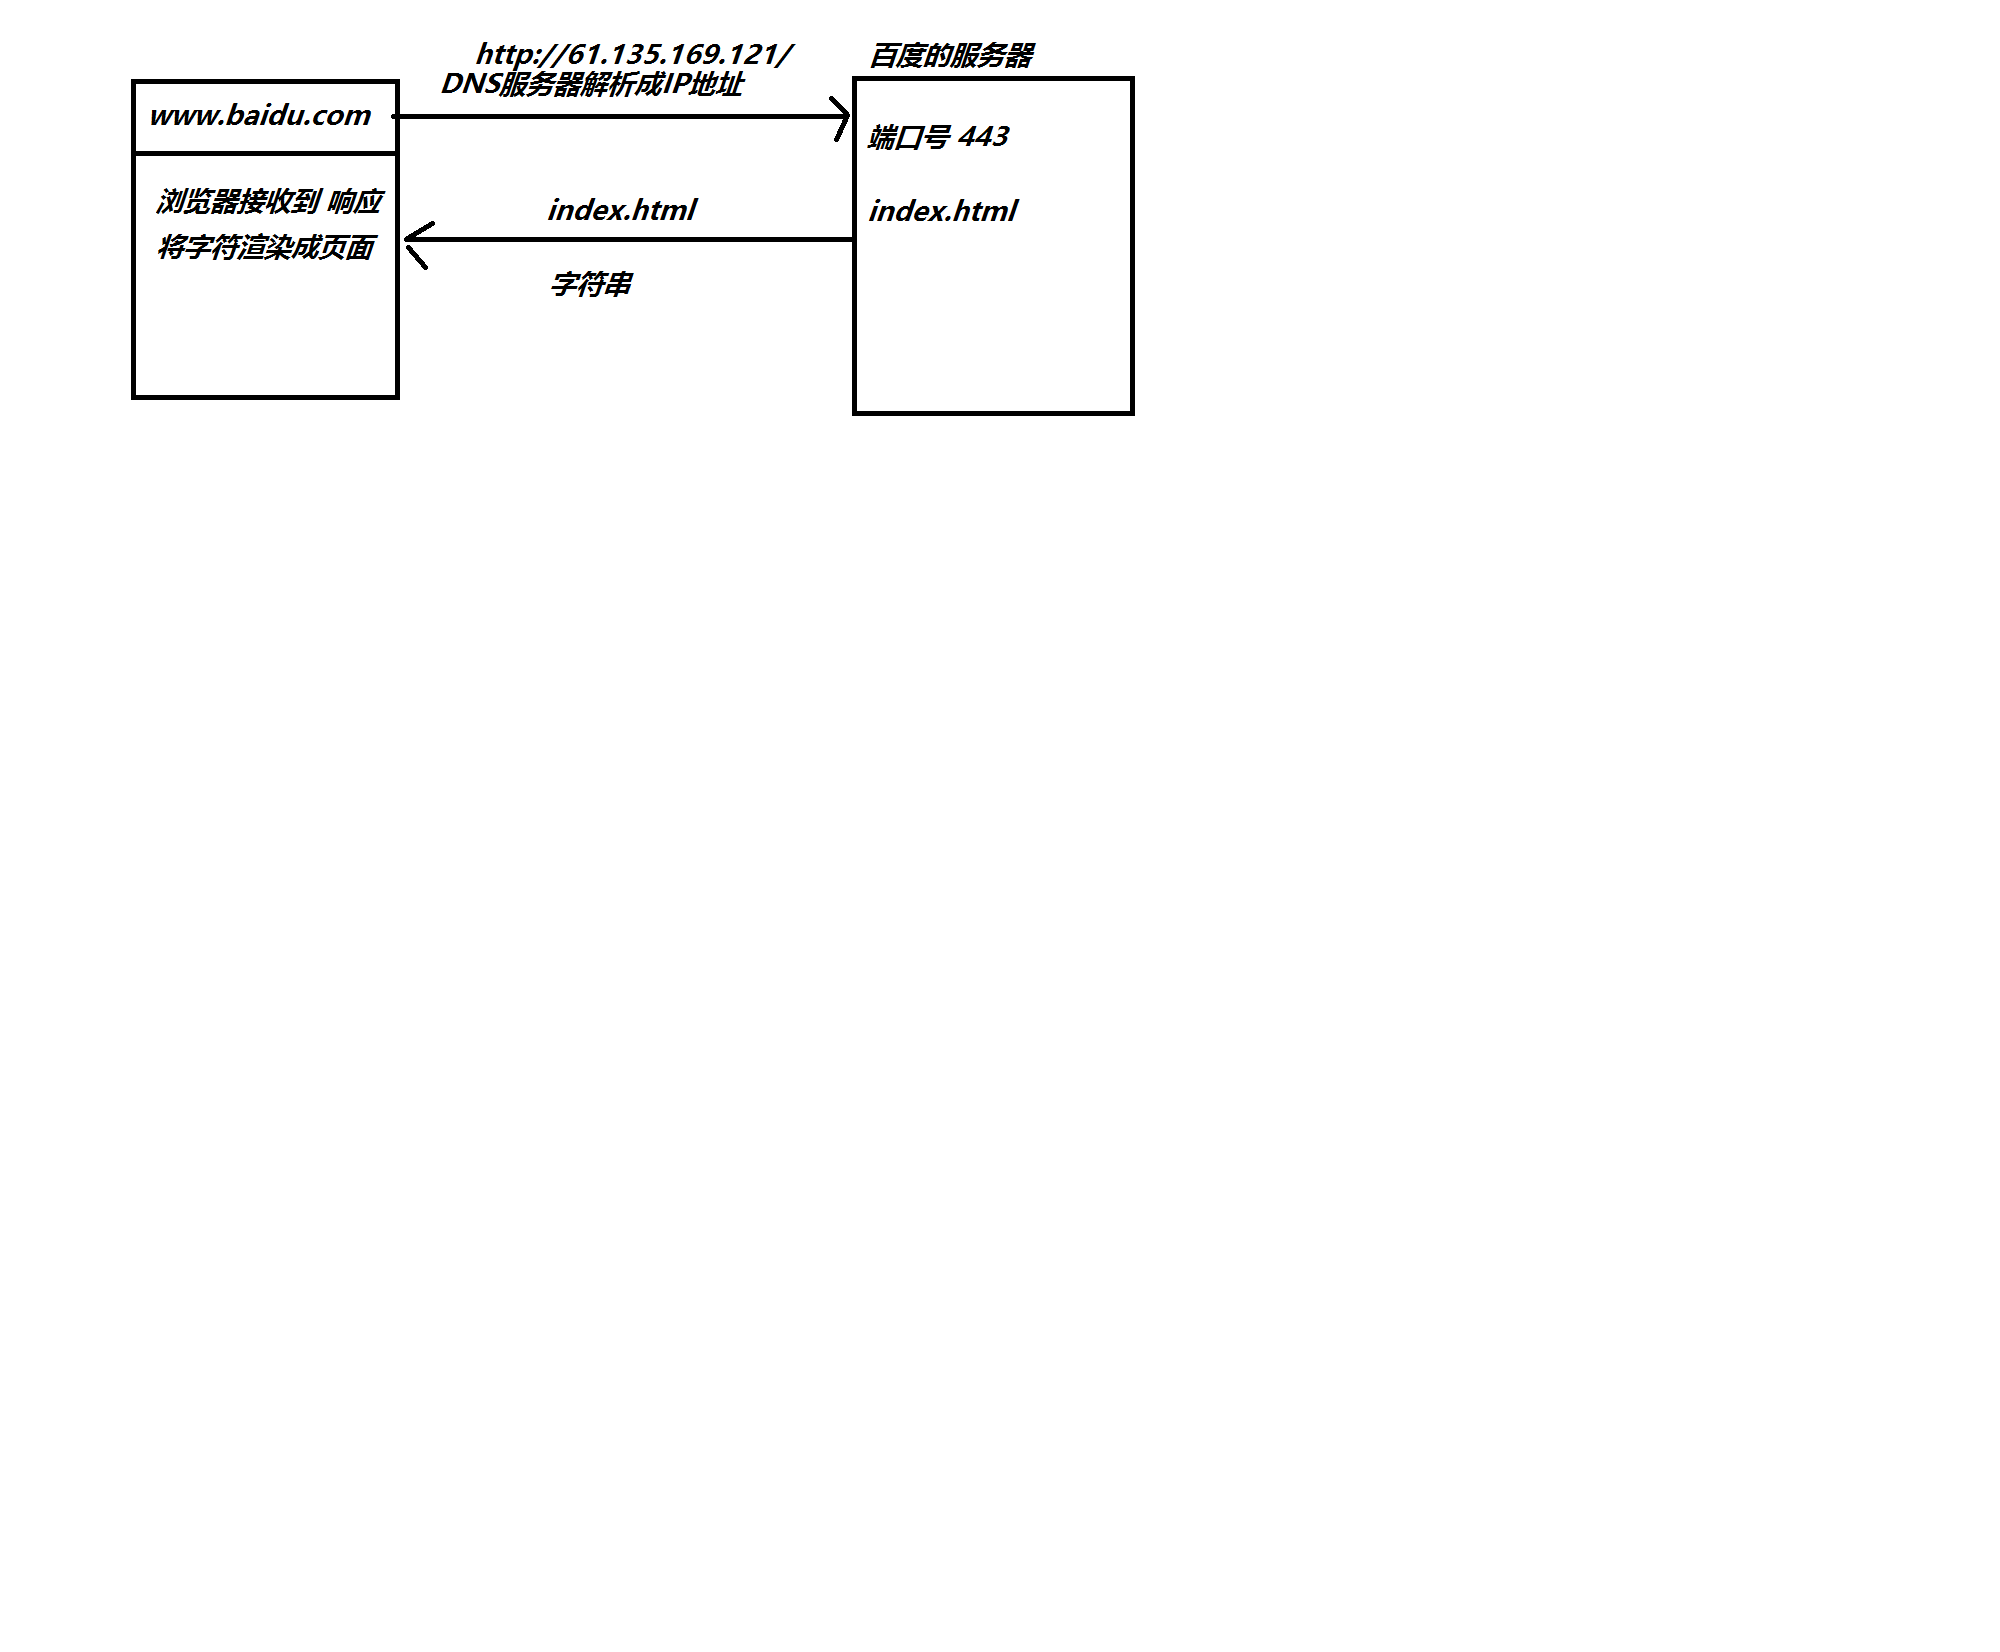 http://61.135.169.121/
DNS服务器解析成IP地址
百度的服务器
www.baidu.com
端口号 443
浏览器接收到 响应
将字符渲染成页面
index.html
字符串
index.html